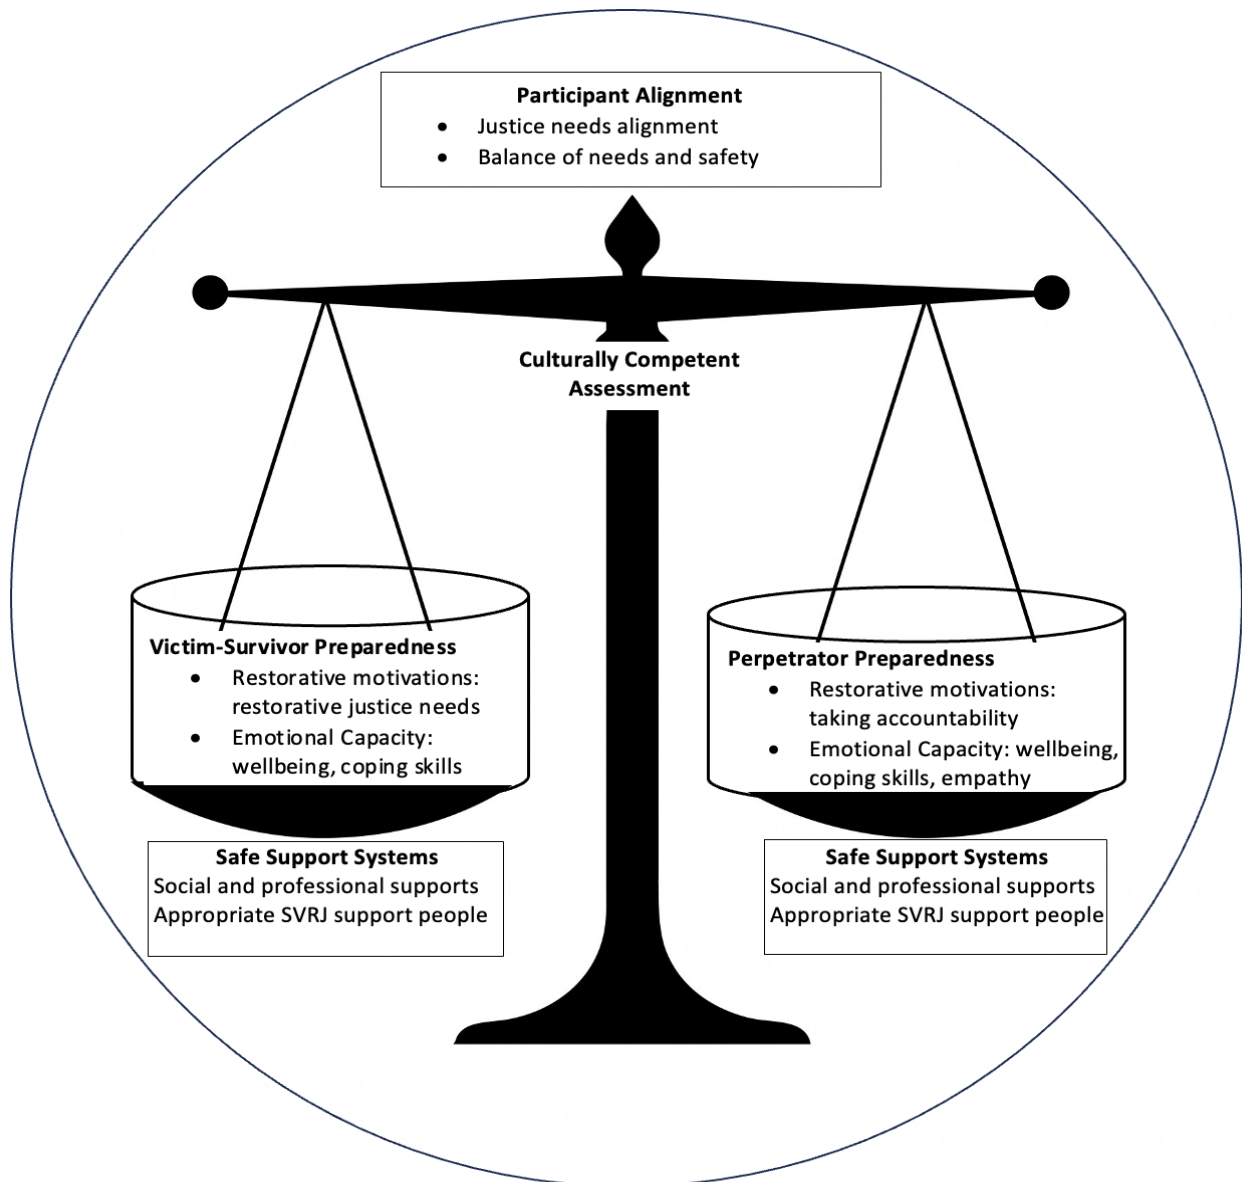 Participant Alignment
• Justice needs alignment
• Balance of needs and safety
Culturally Competent
Assessment
Victim-Survivor Preparedness
• Restorative motivations:
restorative justice needs
• Emotional Capacity:
wellbeing, coping skills
Safe Support Systems
Social and professional supports
Appropriate SVRJ support people
Perpetrator Preparedness
• Restorative motivations:
taking accountability
• Emotional Capacity: wellbeing,
coping skills, empathy
Safe Support Systems
Social and professional supports
Appropriate SVRJ support people